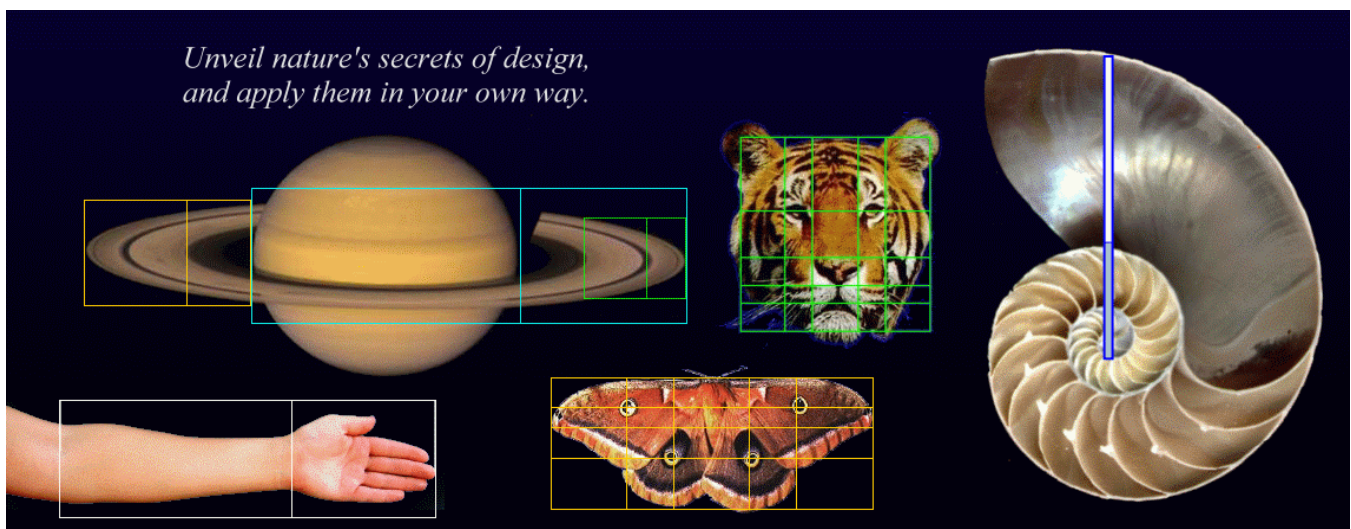 Unveil nature's secrets of design,
and apply them in your own way.